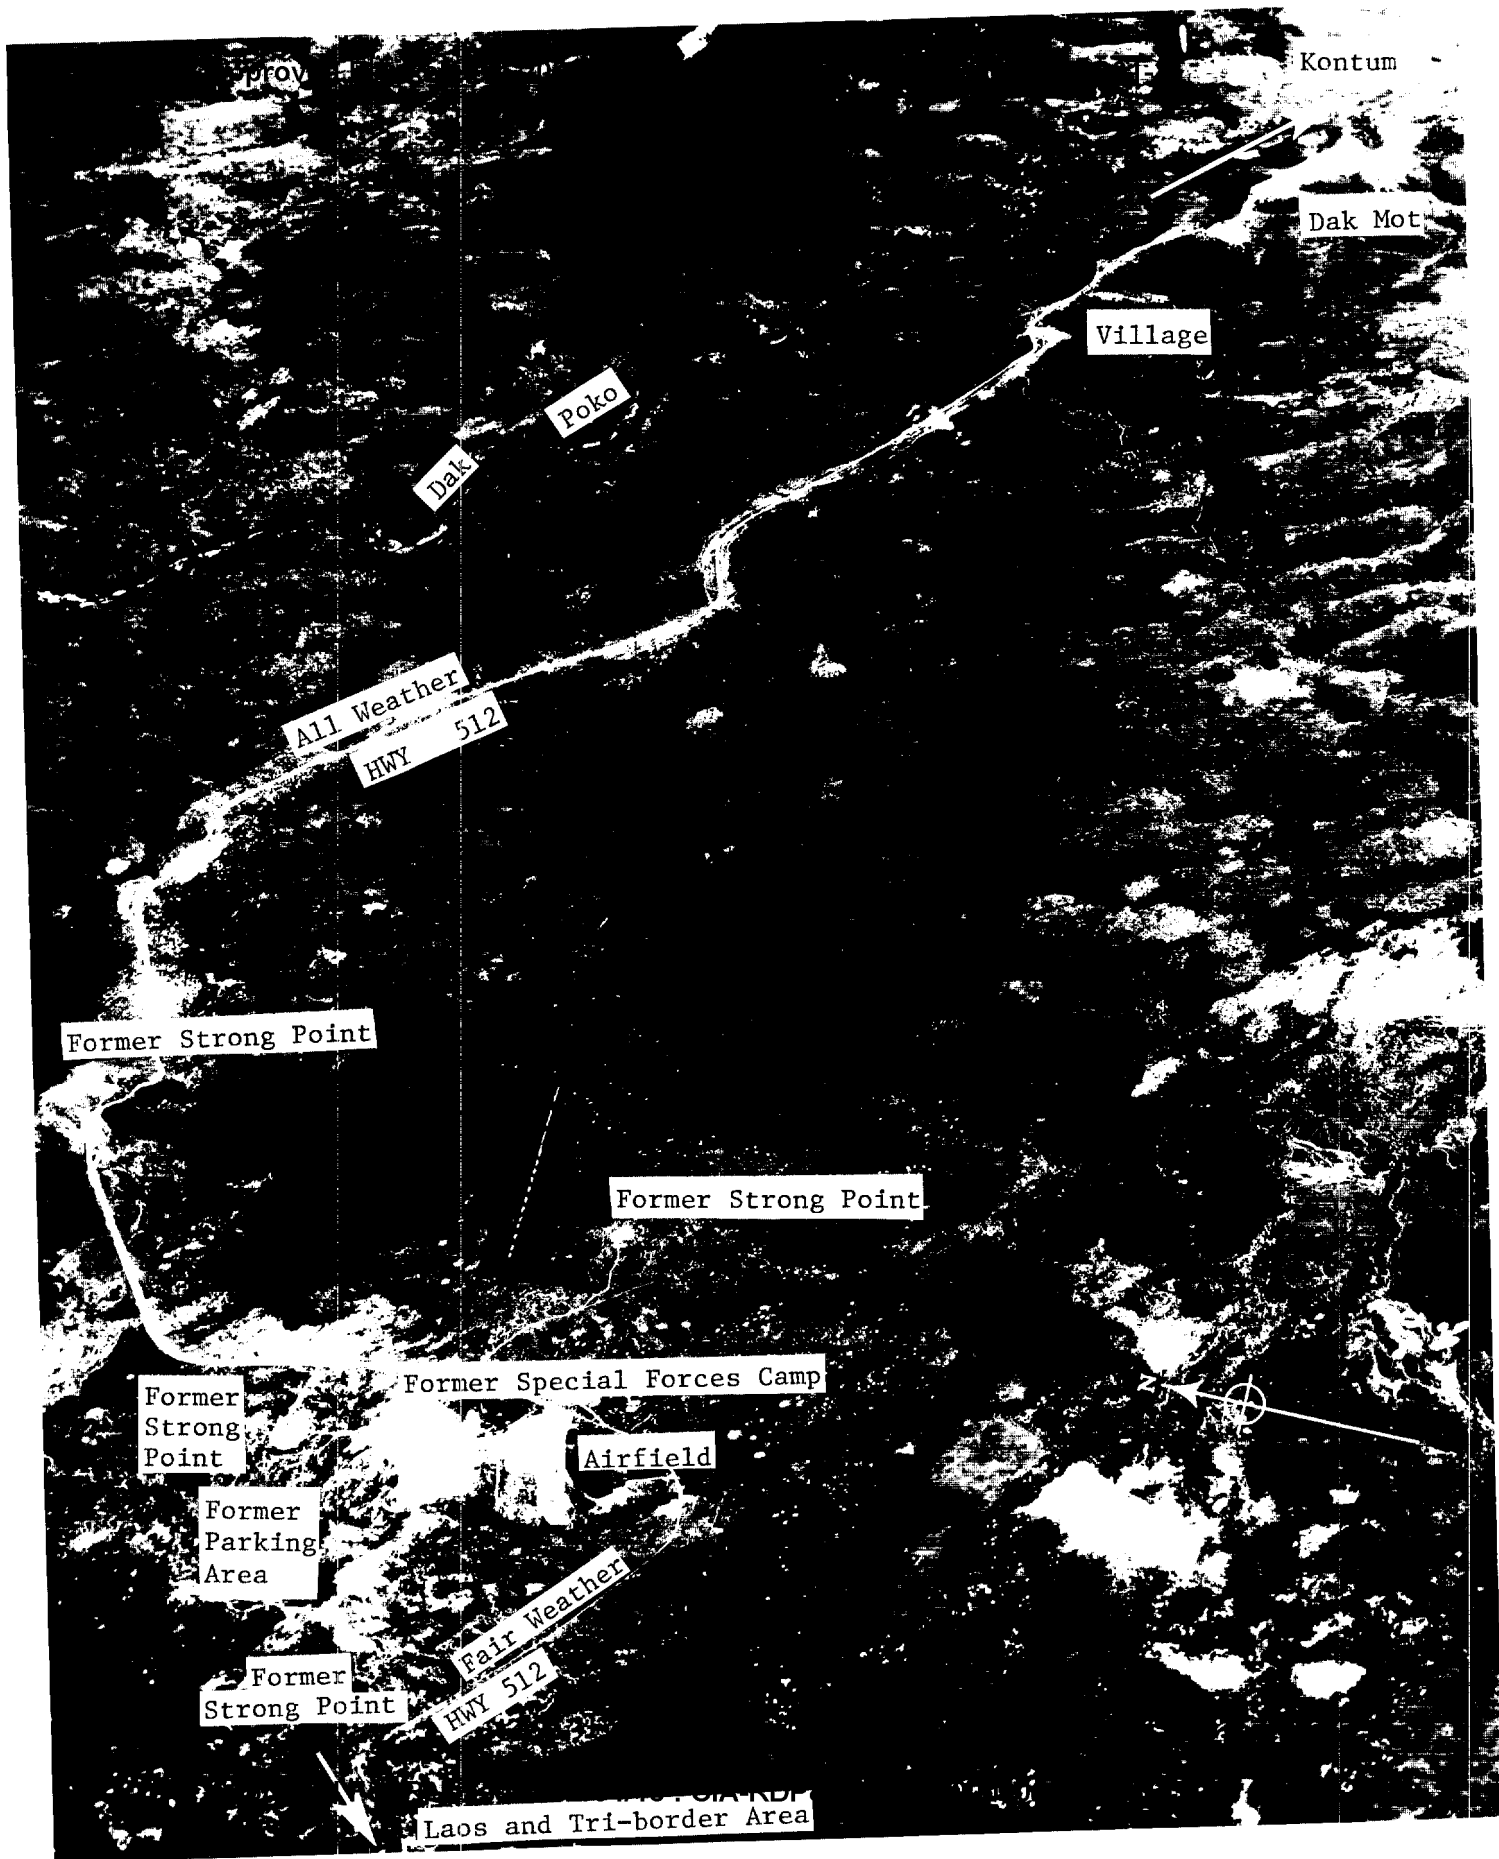 Kontum
Dak Mot
Village
Poko
Dak
All Weather
HWY 512
Former Strong Point
Former Strong Point
Former Special Forces Camp
Former
Strong
Point
Airfield
Former
Parking
Area
Fair Weather
HWY 512
Former
Strong Point
N
Laos and Tri-border Area